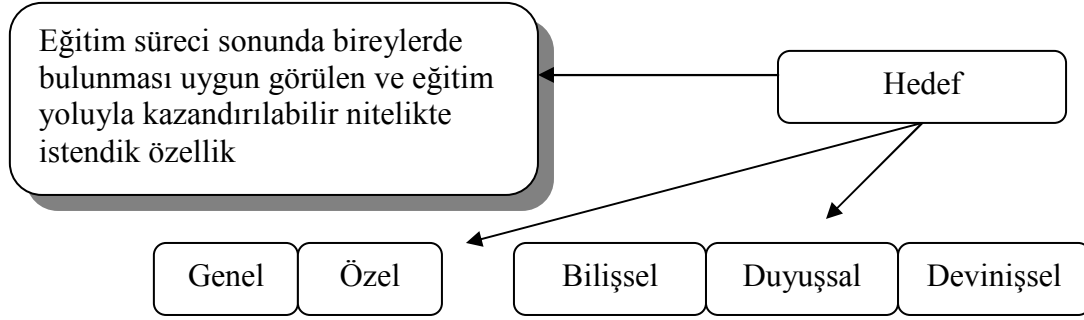 Eğitim süreci sonunda bireylerde
bulunması uygun görülen ve eğitim
yoluyla kazandırılabilir nitelikte
istendik özellik
Hedef
Genel
Özel
Bilişsel
Duyuşsal
Devinişsel